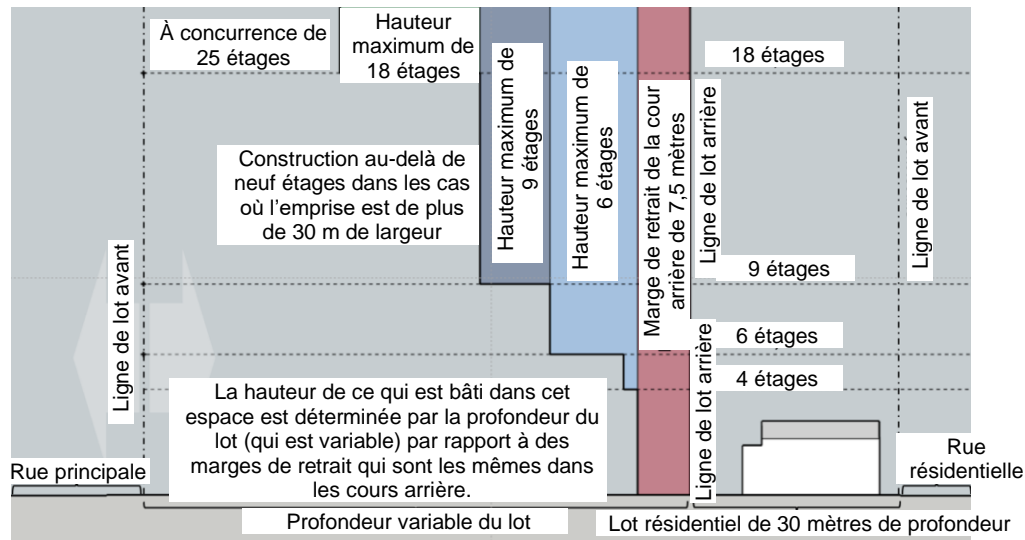 À concurrence de
25 étages
Hauteur
maximum de
18 étages
Hauteur maximum de
9 étages
Hauteur maximum de
6 étages
Marge de retrait de la cour
arrière de 7,5 mètres
Ligne de lot arrière
18 étages
Ligne de lot avant
Construction au-delà de
neuf étages dans les cas
où l'emprise est de plus
de 30 m de largeur
Ligne de lot avant
9 étages
6 étages
4 étages
Ligne de lot arrière
La hauteur de ce qui est bâti dans cet
espace est déterminée par la profondeur du
lot (qui est variable) par rapport à des
marges de retrait qui sont les mêmes dans
les cours arrière.
Rue principale
Rue
résidentielle
Profondeur variable du lot
Lot résidentiel de 30 mètres de profondeur